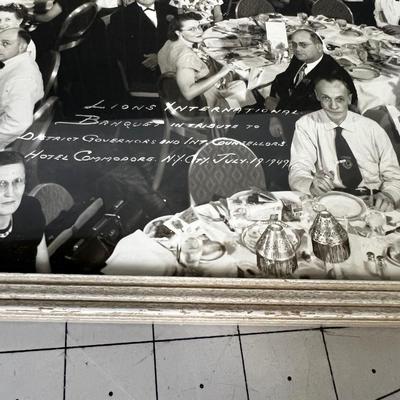 LIONS INTERNATIONAL
BANQUET IN TRIBUTE TO
DISTRICT GOVERNORS AND INT. COUNSELLORS
HOTEL COMMODORE. N.Y. CITY. JULY. 19. 1949